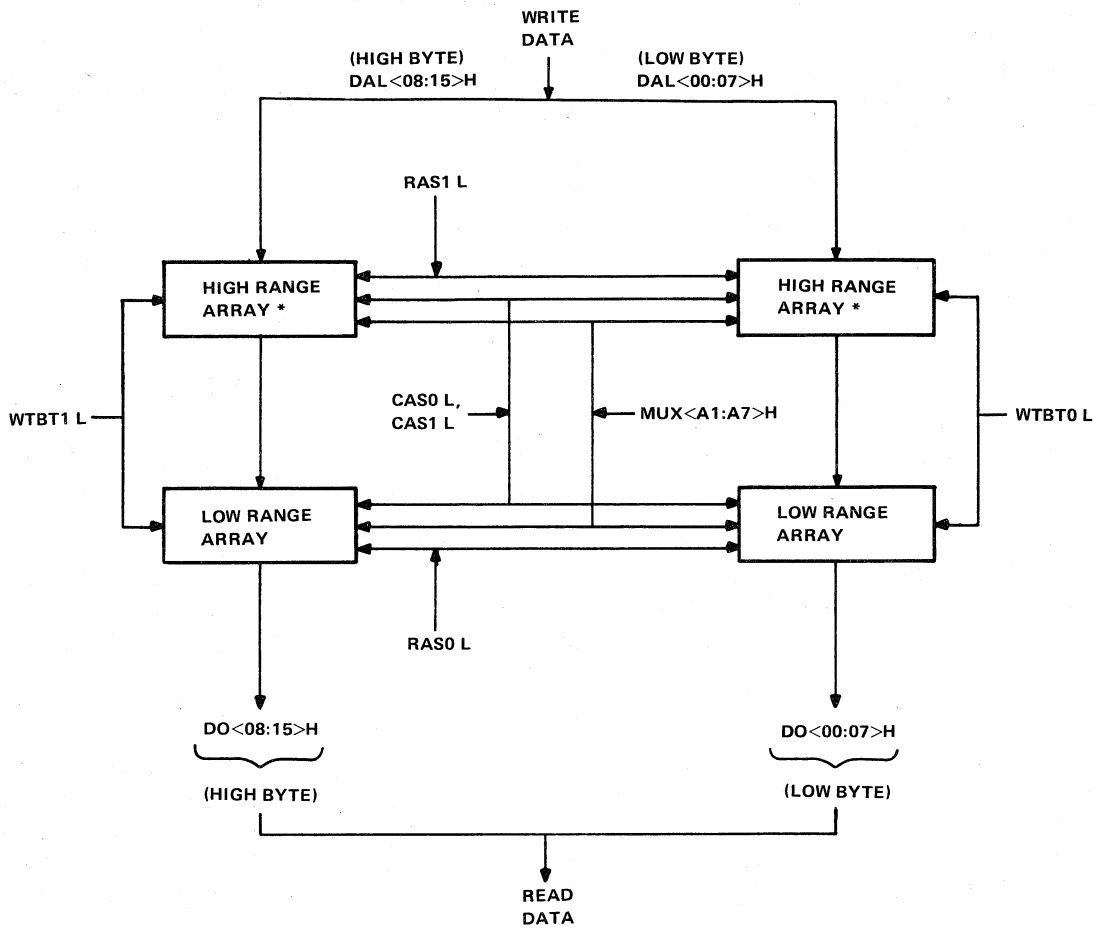 WRITE
DATA
(HIGH BYTE)
DAL<08:15>H
(LOW BYTE)
DAL<00:07>H
RAS1 L
HIGH RANGE
ARRAY *
HIGH RANGE
ARRAY *
WTBT1 L
CAS0 L,
CAS1 L
MUX<A1:A7>H
WTBT0 L
LOW RANGE
ARRAY
LOW RANGE
ARRAY
RAS0 L
DO<08:15>H
DO<00:07>H
(HIGH BYTE)
(LOW BYTE)
READ
DATA